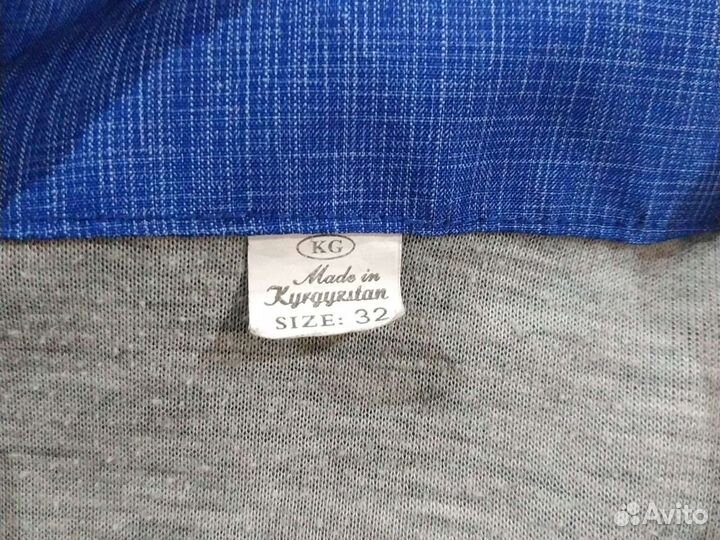 KG
Made in
Kyrgyzstan
SIZE: 32
Avito